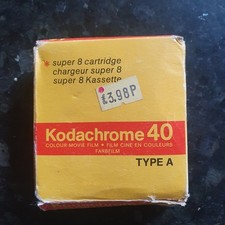 super 8 cartridge
chargeur super 8
super 8 Kassette
£3.98P
Kodachrome 40
COLOUR MOVIE FILM • FILM CINÉ EN COULEURS
FARBFILM
TYPE A